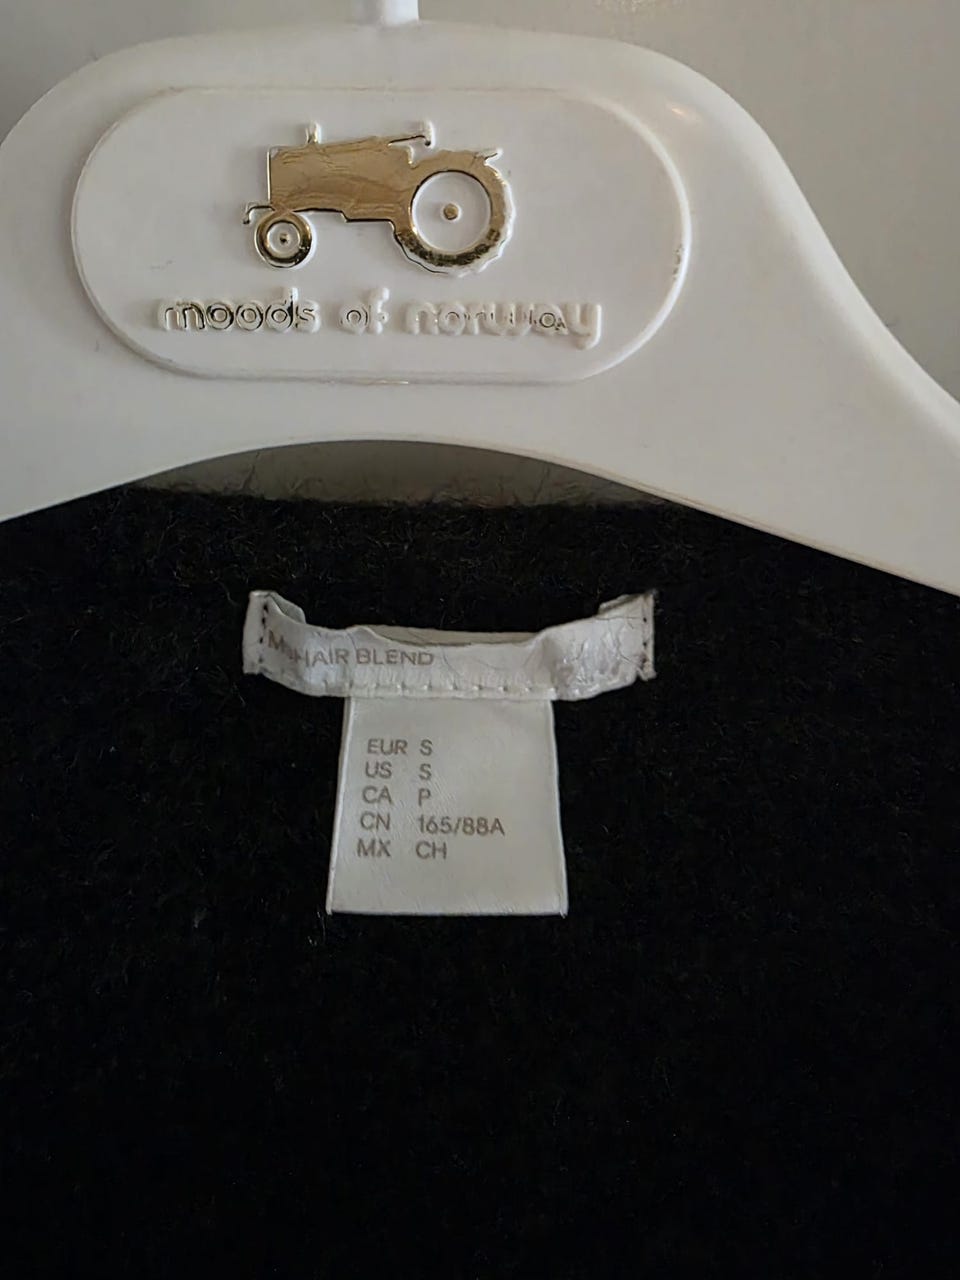 moods of norway
MOHAIR BLEND
EUR S
US S
CA P
CN 165/88A
MX CH